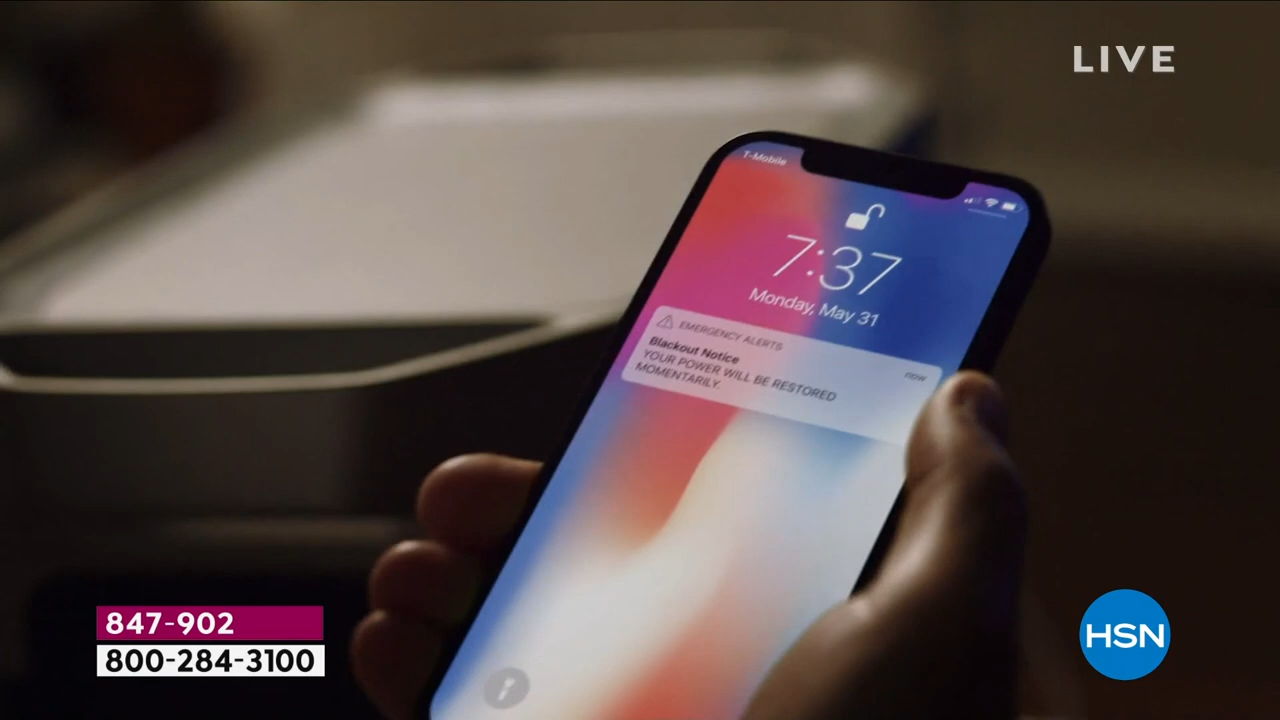 LIVE
T-Mobile
7:37
Monday, May 31
EMERGENCY ALERTS
now
Blackout Notice
YOUR POWER WILL BE RESTORED
MOMENTARILY.
847-902
800-284-3100
HSN